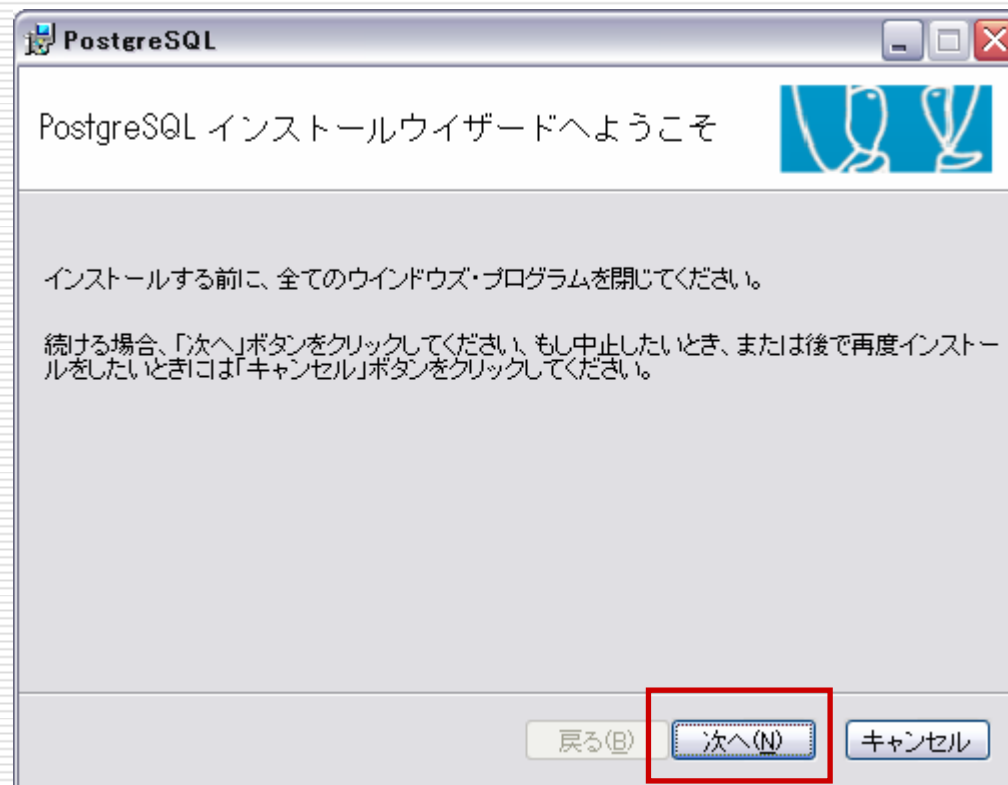 PostgreSQL
PostgreSQL インストールウイザードへようこそ
インストールする前に、全てのウインドウズ・プログラムを閉じてください。
続ける場合、「次へ」ボタンをクリックしてください、もし中止したいとき、または後で再度インストー
ルをしたいときには「キャンセル」ボタンをクリックしてください。
戻る(B) 次へ(N) キャンセル